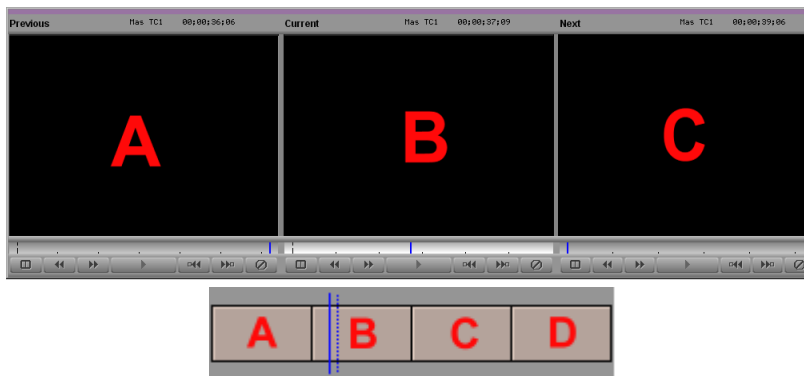 Previous Mas TC1 00;00;36;06 Current Mas TC1 00;00;37;09 Next Mas TC1 00;00;39;06
A B C
A B C D